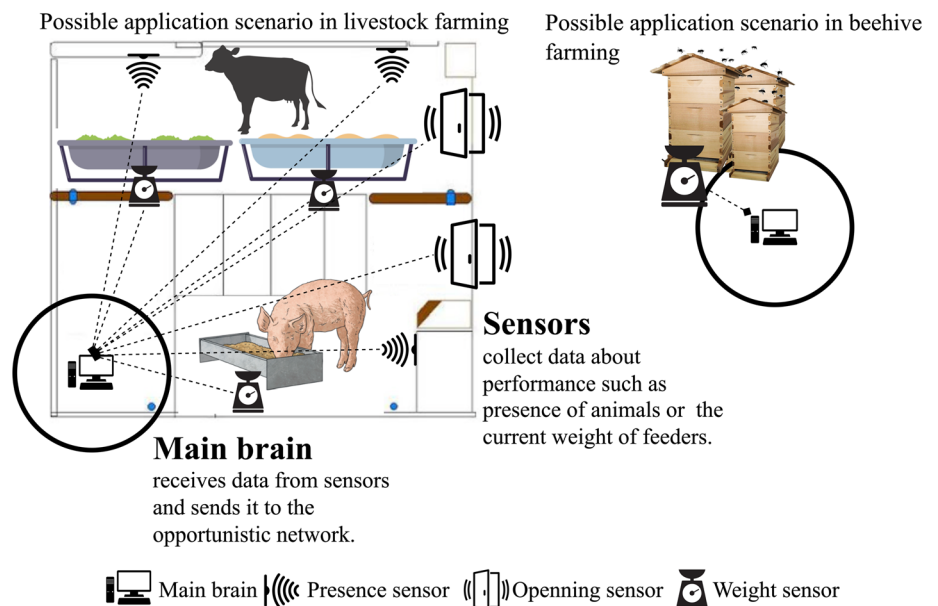 Possible application scenario in livestock farming
Possible application scenario in beehive
farming
Sensors
collect data about
performance such as
presence of animals or the
current weight of feeders.
Main brain
receives data from sensors
and sends it to the
opportunistic network.
Main brain
Presence sensor
Openning sensor
Weight sensor